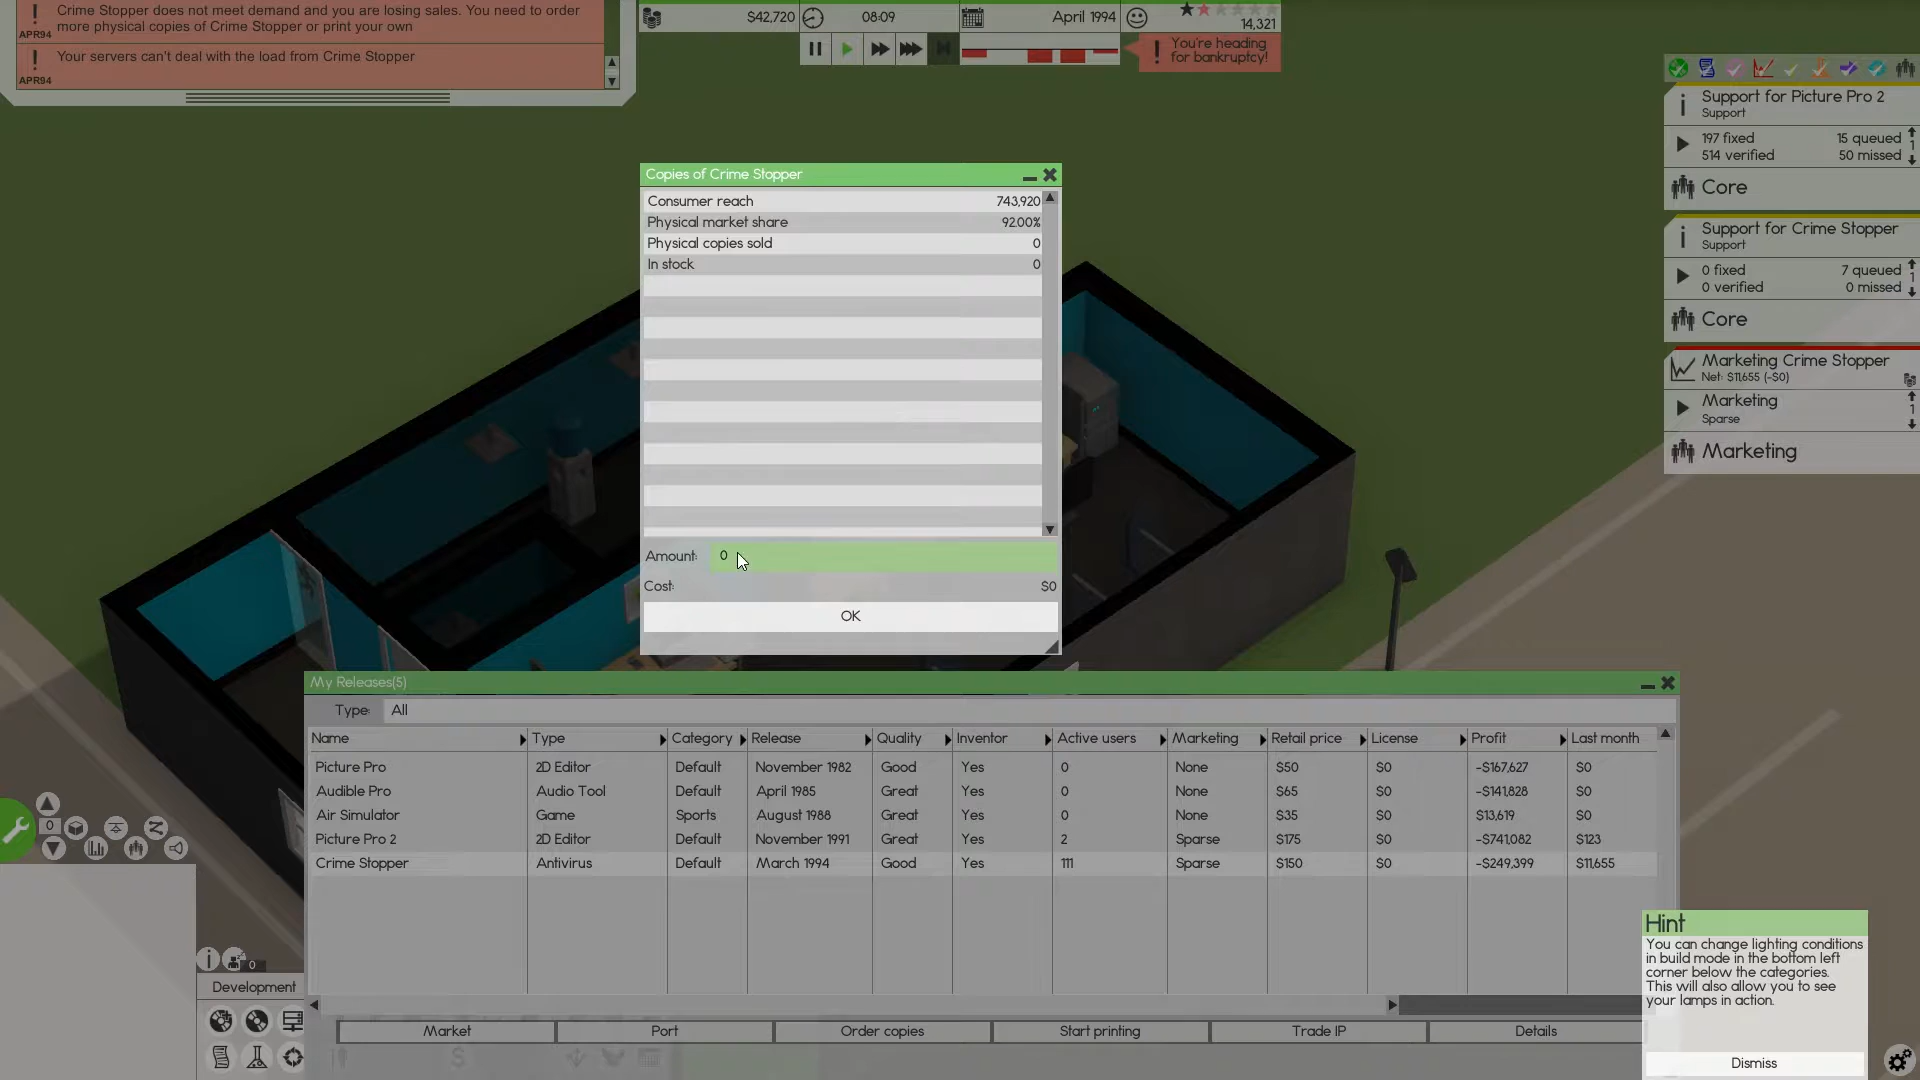 Crime Stopper does not meet demand and you are losing sales. You need to order
more physical copies of Crime Stopper or print your own
APR94
Your servers can't deal with the load from Crime Stopper
APR94
$42,720
08:09
April 1994
14,321
You're heading
for bankruptcy!
Support for Picture Pro 2
Support
197 fixed 15 queued
514 verified 50 missed
1
Core
Support for Crime Stopper
Support
0 fixed 7 queued
0 verified 0 missed
1
Core
Marketing Crime Stopper
Net: $11,655 (-$0)
Marketing
Sparse
1
Marketing
Copies of Crime Stopper
Consumer reach 743,920
Physical market share 92.00%
Physical copies sold 0
In stock 0
Amount: 0
Cost: $0
OK
My Releases(5)
Type: All
Name Type Category Release Quality Inventor Active users Marketing Retail price License Profit Last month
Picture Pro 2D Editor Default November 1982 Good Yes 0 None $50 $0 -$167,627 $0
Audible Pro Audio Tool Default April 1985 Great Yes 0 None $65 $0 -$141,828 $0
Air Simulator Game Sports August 1988 Great Yes 0 None $35 $0 $13,619 $0
Picture Pro 2 2D Editor Default November 1991 Great Yes 2 Sparse $175 $0 -$741,082 $123
Crime Stopper Antivirus Default March 1994 Good Yes 111 Sparse $150 $0 -$249,399 $11,655
Market Port Order copies Start printing Trade IP Details
0
0
Development
Hint
You can change lighting conditions
in build mode in the bottom left
corner below the categories.
This will also allow you to see
your lamps in action.
Dismiss